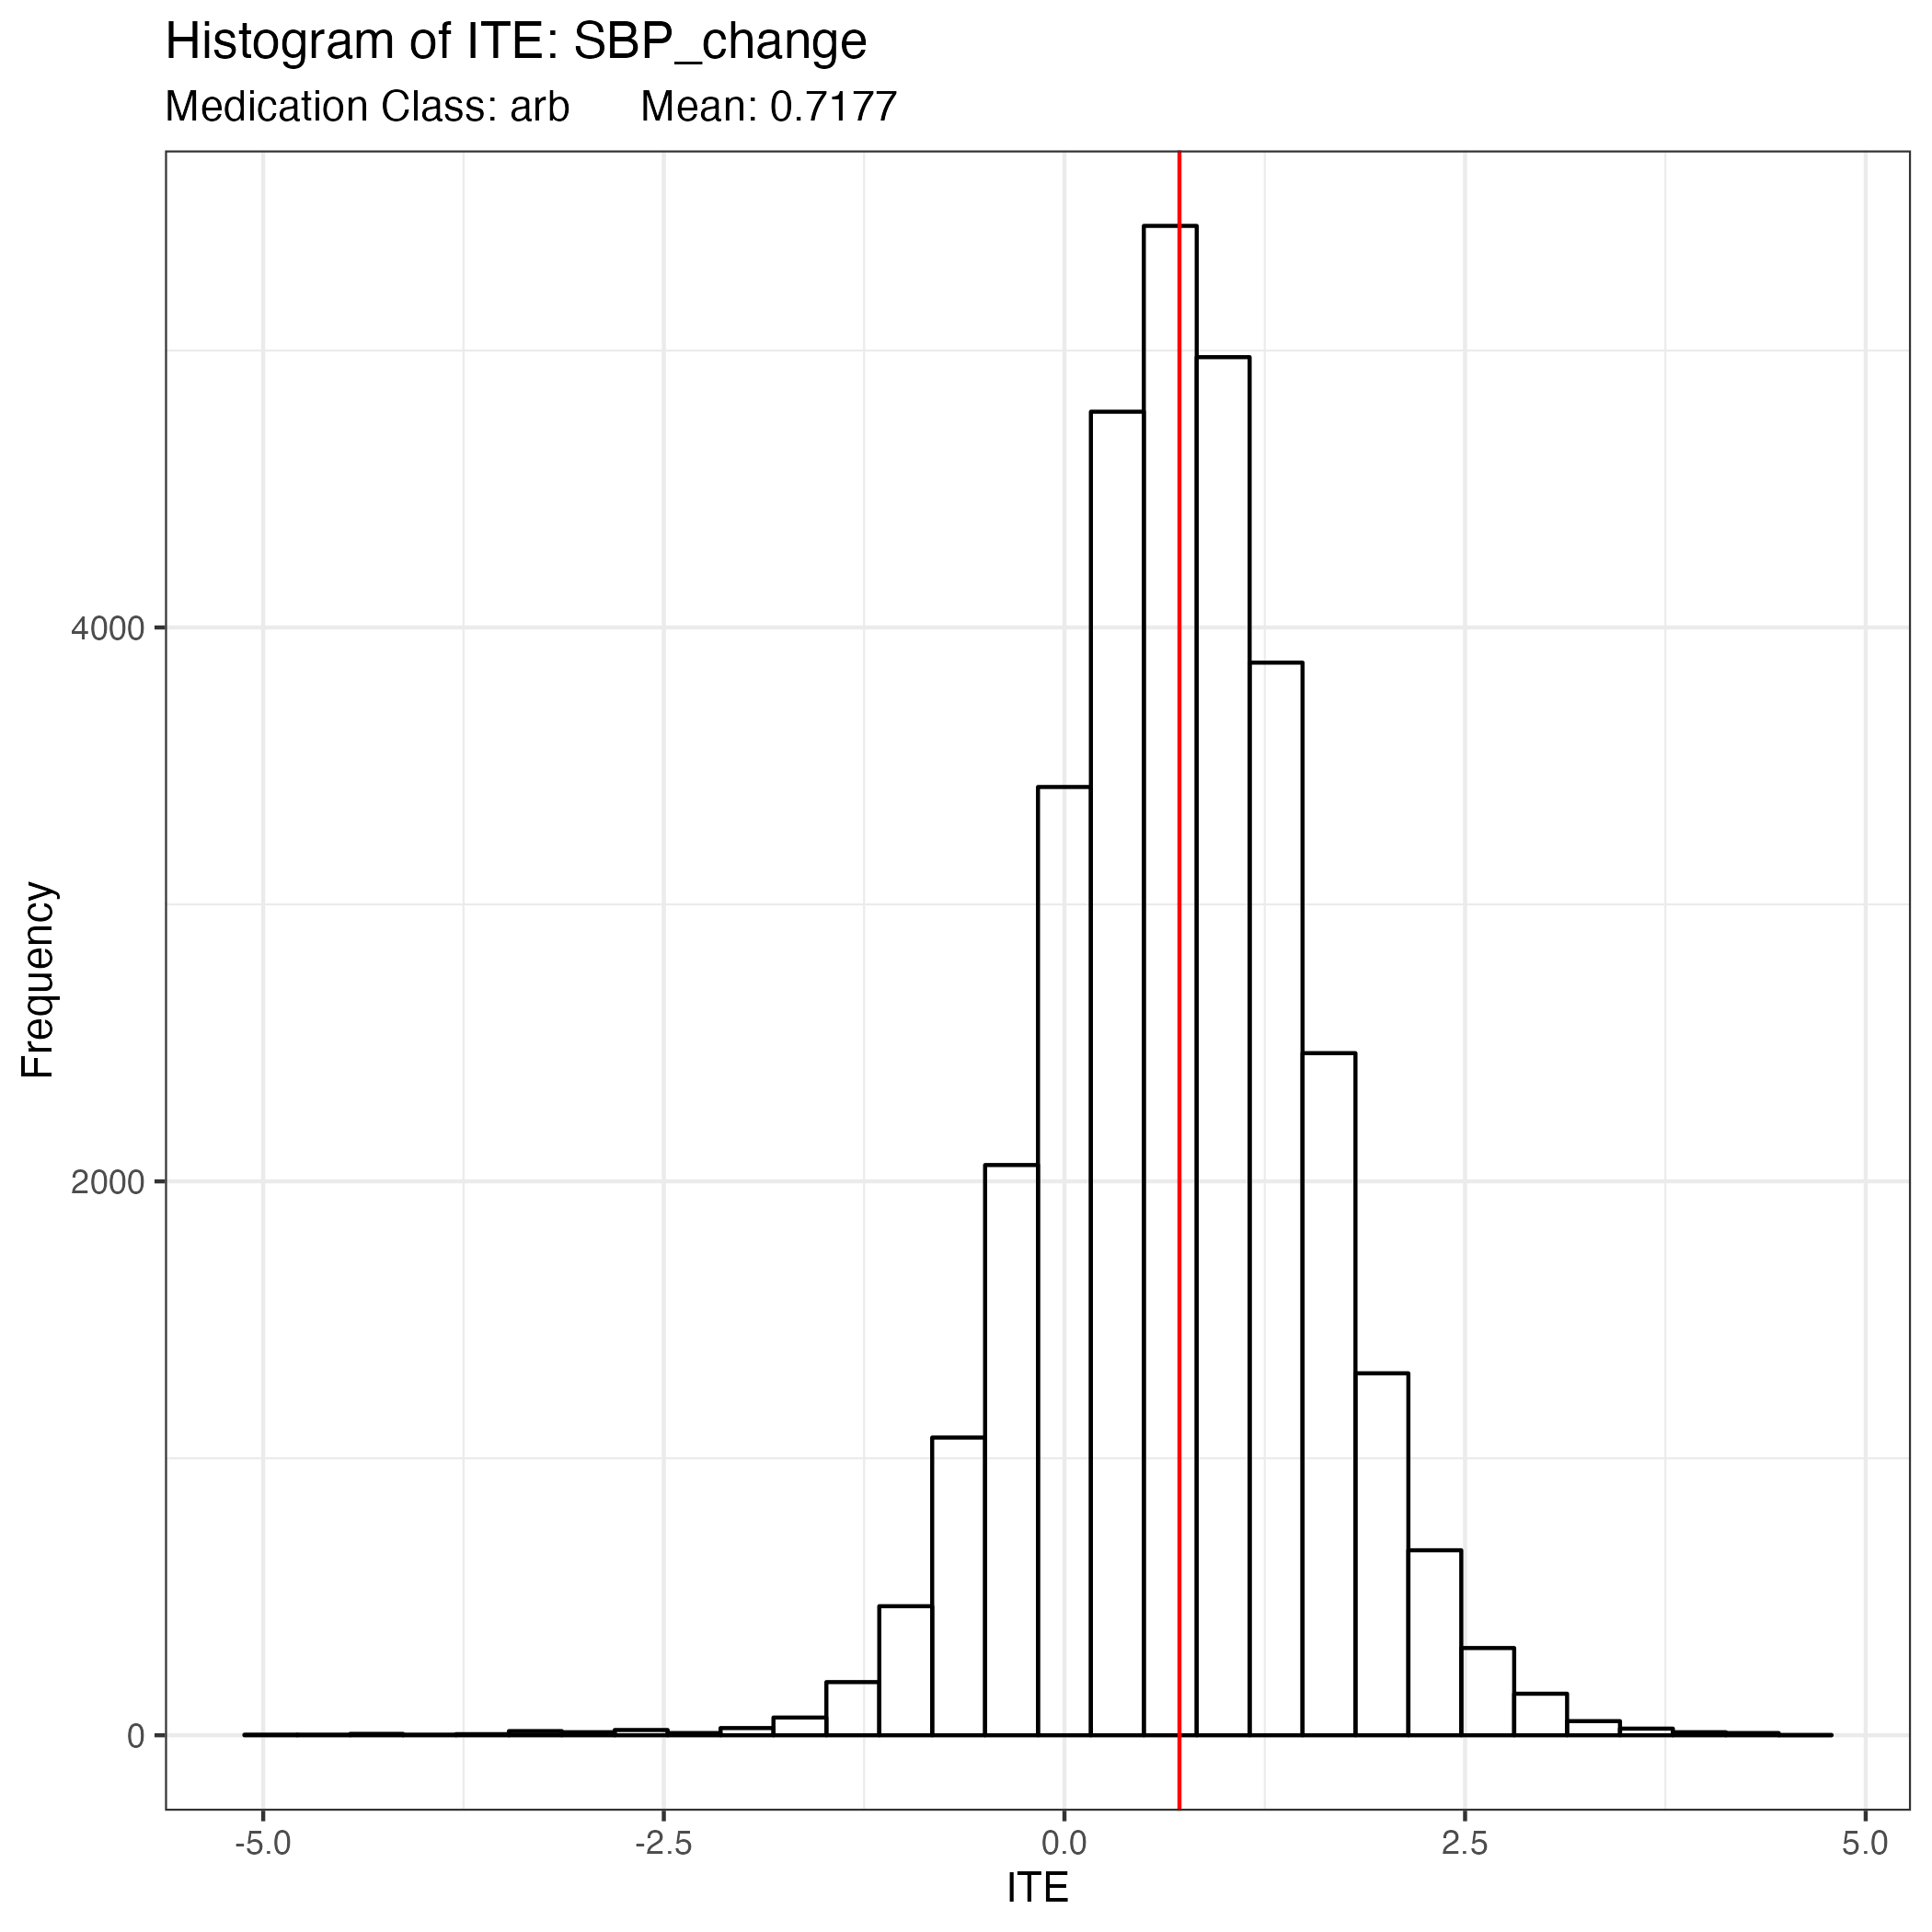 Histogram of ITE: SBP_change
Medication Class: arb Mean: 0.7177
Frequency
4000
2000
0
-5.0 -2.5 0.0 2.5 5.0
ITE